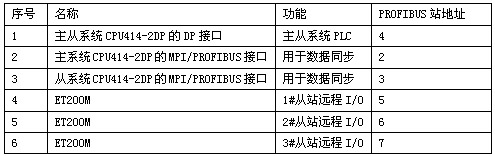 序号 名称 功能 PROFIBUS 站地址
1 主从系统 CPU414-2DP 的 DP 接口 主从系统 PLC 4
2 主系统 CPU414-2DP 的 MPI/PROFIBUS 接口 用于数据同步 2
3 从系统 CPU414-2DP 的 MPI/PROFIBUS 接口 用于数据同步 3
4 ET200M 1#从站远程 I/O 5
5 ET200M 2#从站远程 I/O 6
6 ET200M 3#从站远程 I/O 7